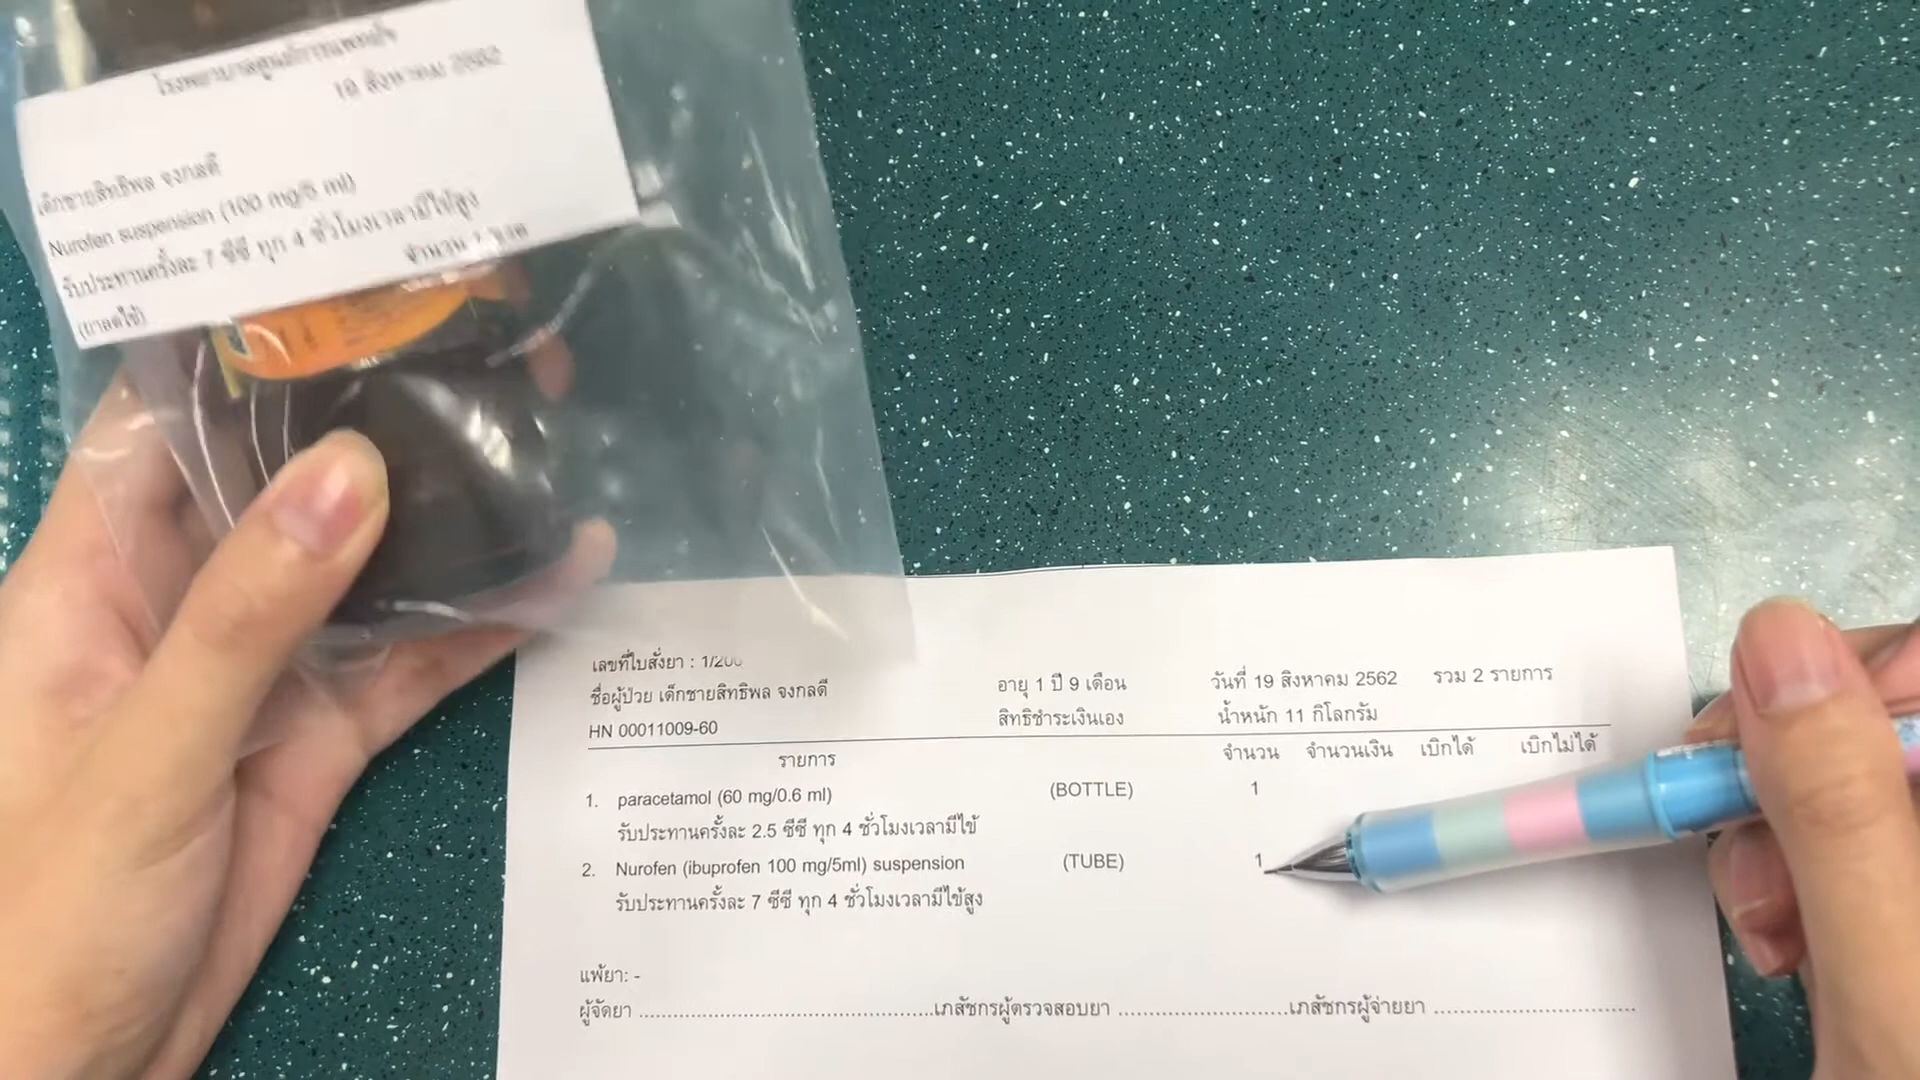 โรงพยาบาลศูนย์การแพทย์ฯ
19 สิงหาคม 2562
เด็กชายสิทธิพล จงกลดี
Nurofen suspension (100 mg/5 ml)
รับประทานครั้งละ 7 ซีซี ทุก 4 ชั่วโมงเวลามีไข้สูง
จำนวน 1 ขวด
(ยาลดไข้)
เลขที่ใบสั่งยา : 1/200
ชื่อผู้ป่วย เด็กชายสิทธิพล จงกลดี อายุ 1 ปี 9 เดือน วันที่ 19 สิงหาคม 2562 รวม 2 รายการ
HN 00011009-60 สิทธิชำระเงินเอง น้ำหนัก 11 กิโลกรัม
รายการ จำนวน จำนวนเงิน เบิกได้ เบิกไม่ได้
1. paracetamol (60 mg/0.6 ml) (BOTTLE) 1
รับประทานครั้งละ 2.5 ซีซี ทุก 4 ชั่วโมงเวลามีไข้
2. Nurofen (ibuprofen 100 mg/5ml) suspension (TUBE) 1
รับประทานครั้งละ 7 ซีซี ทุก 4 ชั่วโมงเวลามีไข้สูง
แพ้ยา: -
ผู้จัดยา ........................................เภสัชกรผู้ตรวจสอบยา ........................เภสัชกรผู้จ่ายยา ............................